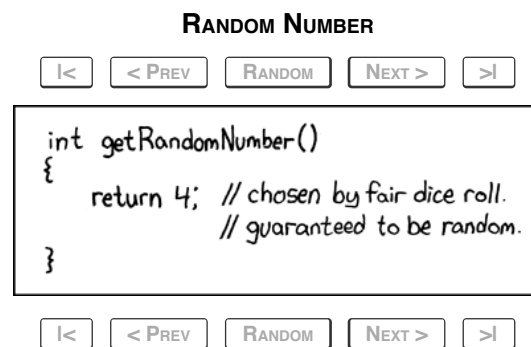 RANDOM NUMBER
|< < PREV RANDOM NEXT > >|
int getRandomNumber()
{
return 4; // chosen by fair dice roll.
// guaranteed to be random.
}
|< < PREV RANDOM NEXT > >|